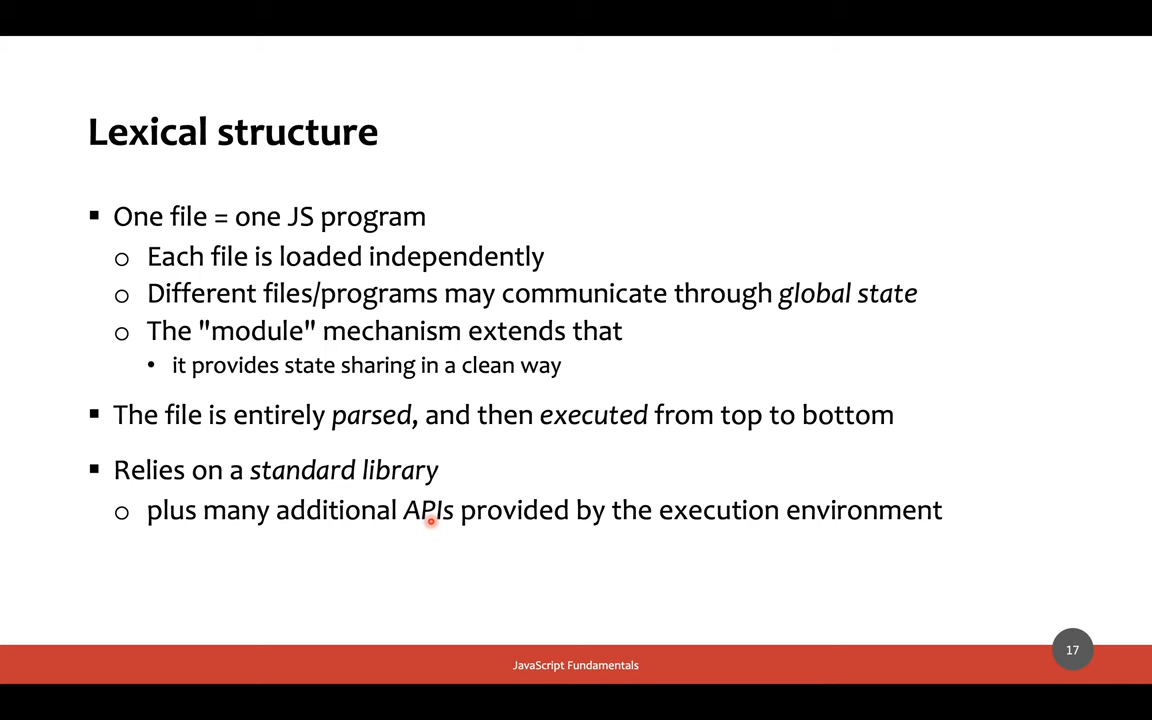 Lexical structure
▪ One file = one JS program
o Each file is loaded independently
o Different files/programs may communicate through global state
o The "module" mechanism extends that
• it provides state sharing in a clean way
▪ The file is entirely parsed, and then executed from top to bottom
▪ Relies on a standard library
o plus many additional APIs provided by the execution environment
17
JavaScript Fundamentals